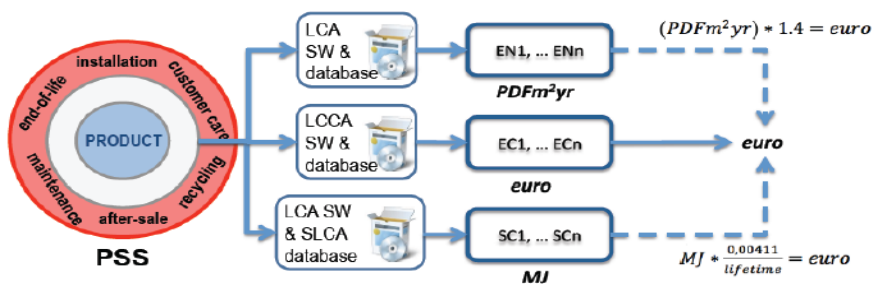 installation
customer care
recycling
after-sale
maintenance
end-of-life
PRODUCT
PSS
LCA
SW &
database
EN1, ... ENn
PDFm²yr
(PDFm²yr) * 1.4 = euro
LCCA
SW &
database
EC1, ... ECn
euro
euro
LCA SW
& SLCA
database
SC1, ... SCn
MJ
MJ * 0,00411/lifetime = euro